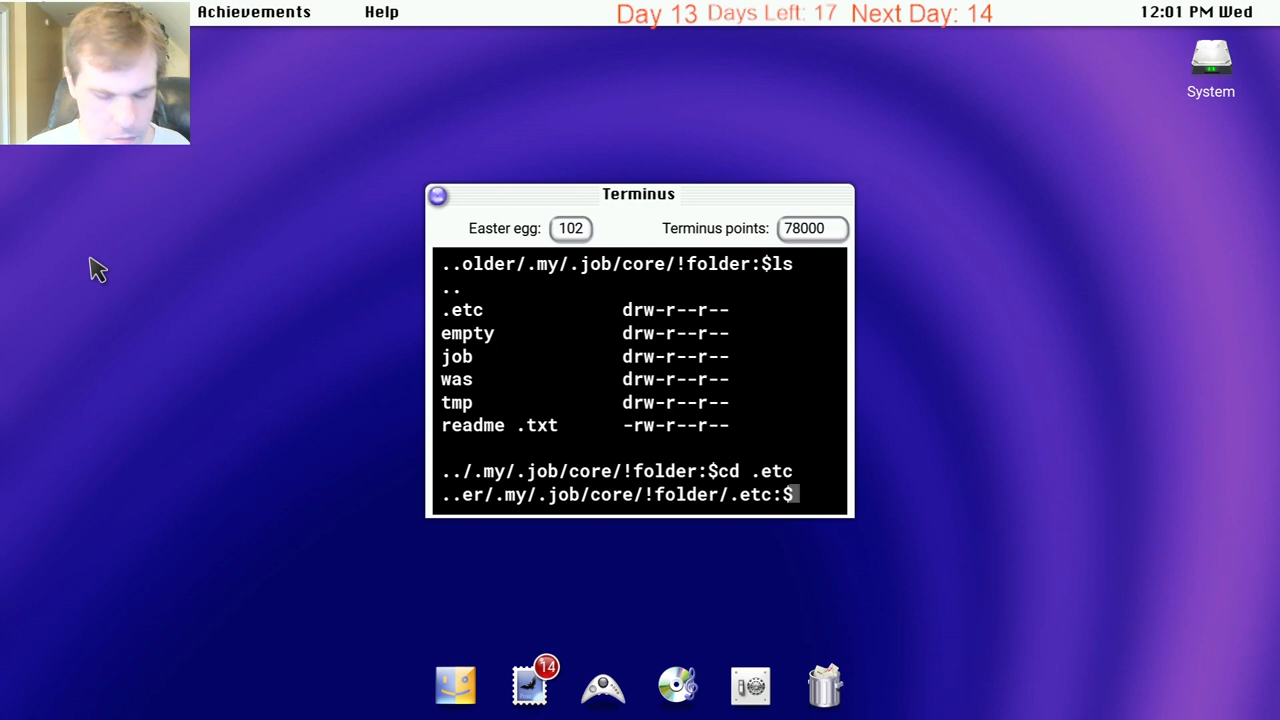 Achievements Help Day 13 Days Left: 17 Next Day: 14 12:01 PM Wed
System
Terminus
Easter egg: 102 Terminus points: 78000
..older/.my/.job/core/!folder:$ls
..
.etc drw-r--r--
empty drw-r--r--
job drw-r--r--
was drw-r--r--
tmp drw-r--r--
readme .txt -rw-r--r--
../.my/.job/core/!folder:$cd .etc
..er/.my/.job/core/!folder/.etc:$
14